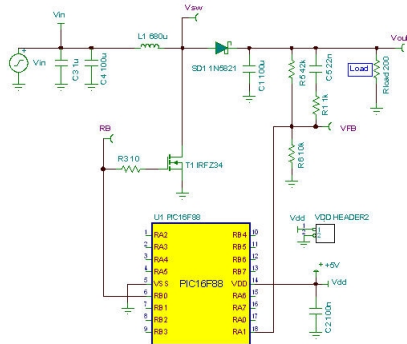 Vin
Vsw
Vou
L1 680u
SD1 1N5821
Vin
C3 1u
C4 100u
C1 100u
R5 42k
C5 22n
R1 1k
Load
Rload 200
RB
VFB
R3 10
T1 IRFZ34
R6 10k
U1 PIC16F88
1 RA2
2 RA3
3 RA4
4 RA5
5 VSS
6 RB0
7 RB1
8 RB2
9 RB3
PIC16F88
RB4 10
RB5 11
RB6 12
RB7 13
VDD 14
RA6 15
RA7 16
RA0 17
RA1 18
Vdd
VDD HEADER2
1
2
+5V
Vdd
C2 100n